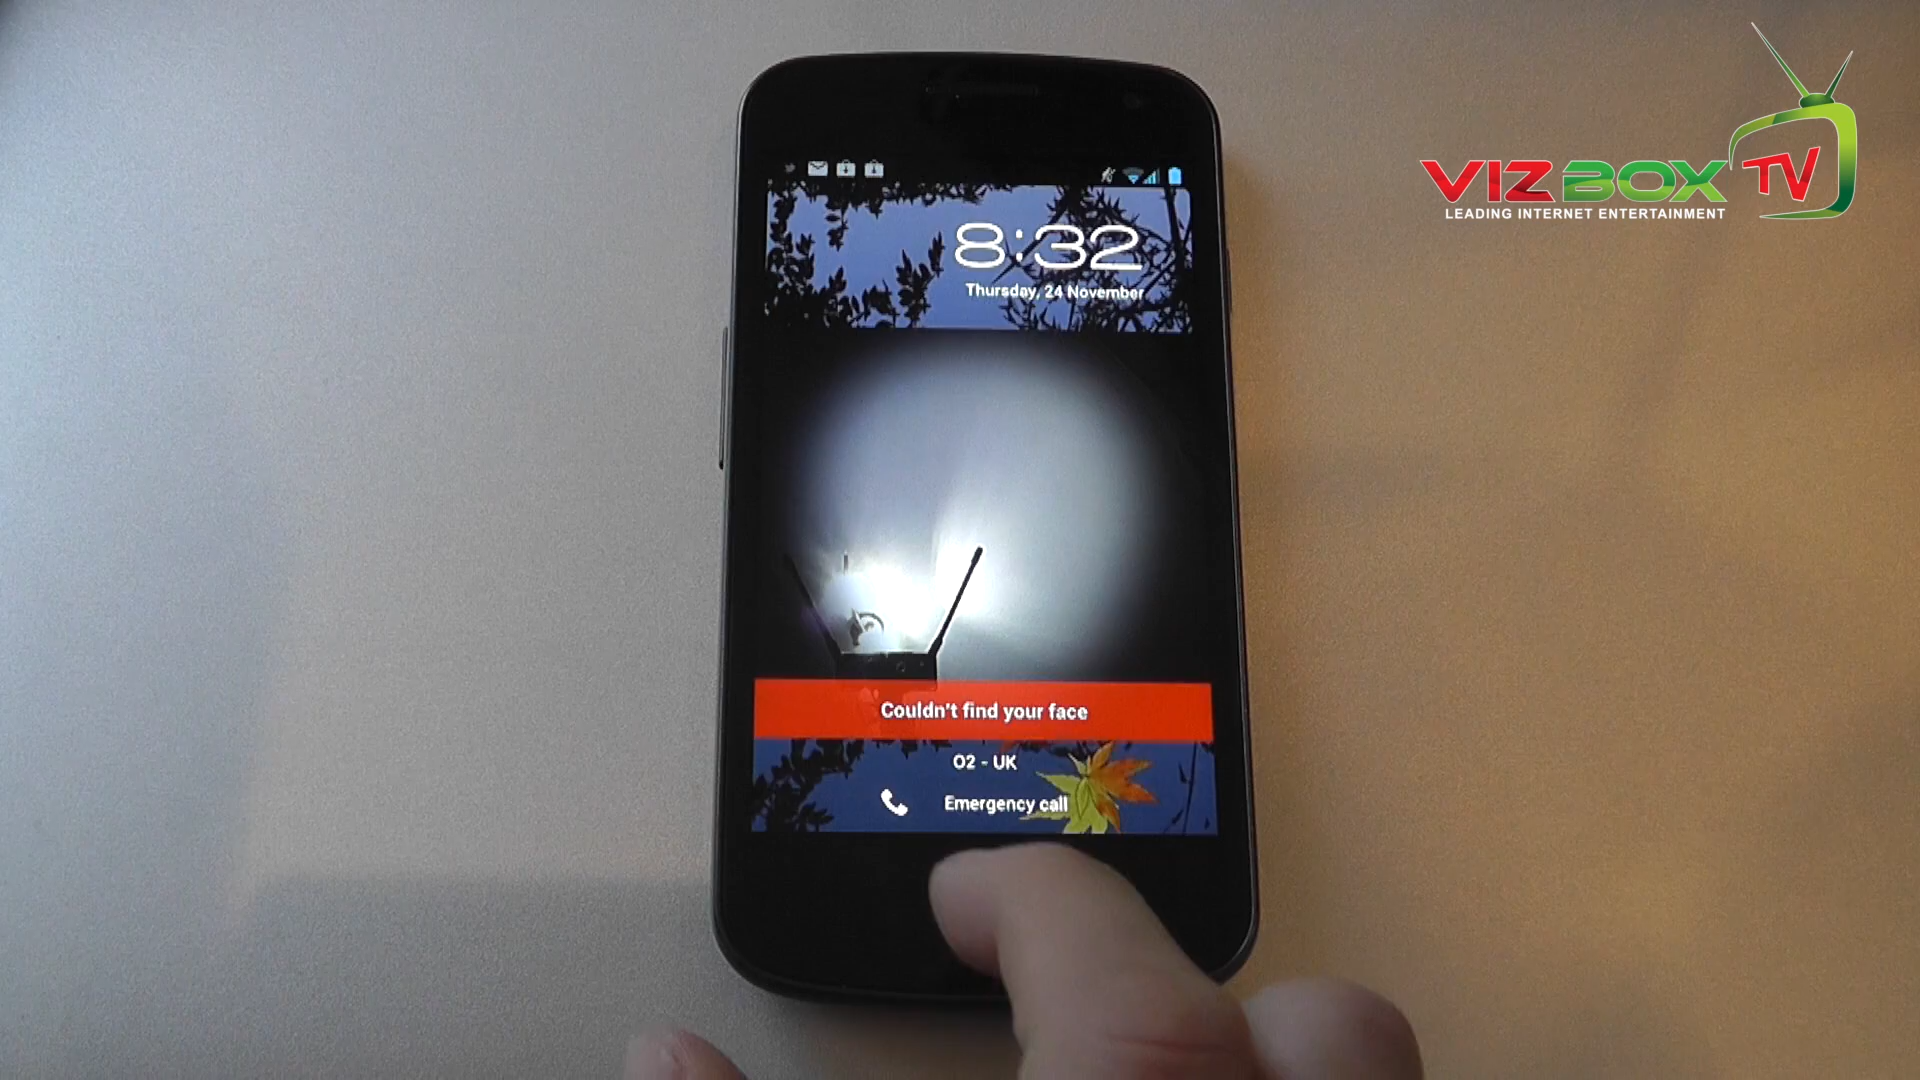 VIZBOX TV
LEADING INTERNET ENTERTAINMENT
8:32
Thursday, 24 November
Couldn't find your face
O2 - UK
Emergency call